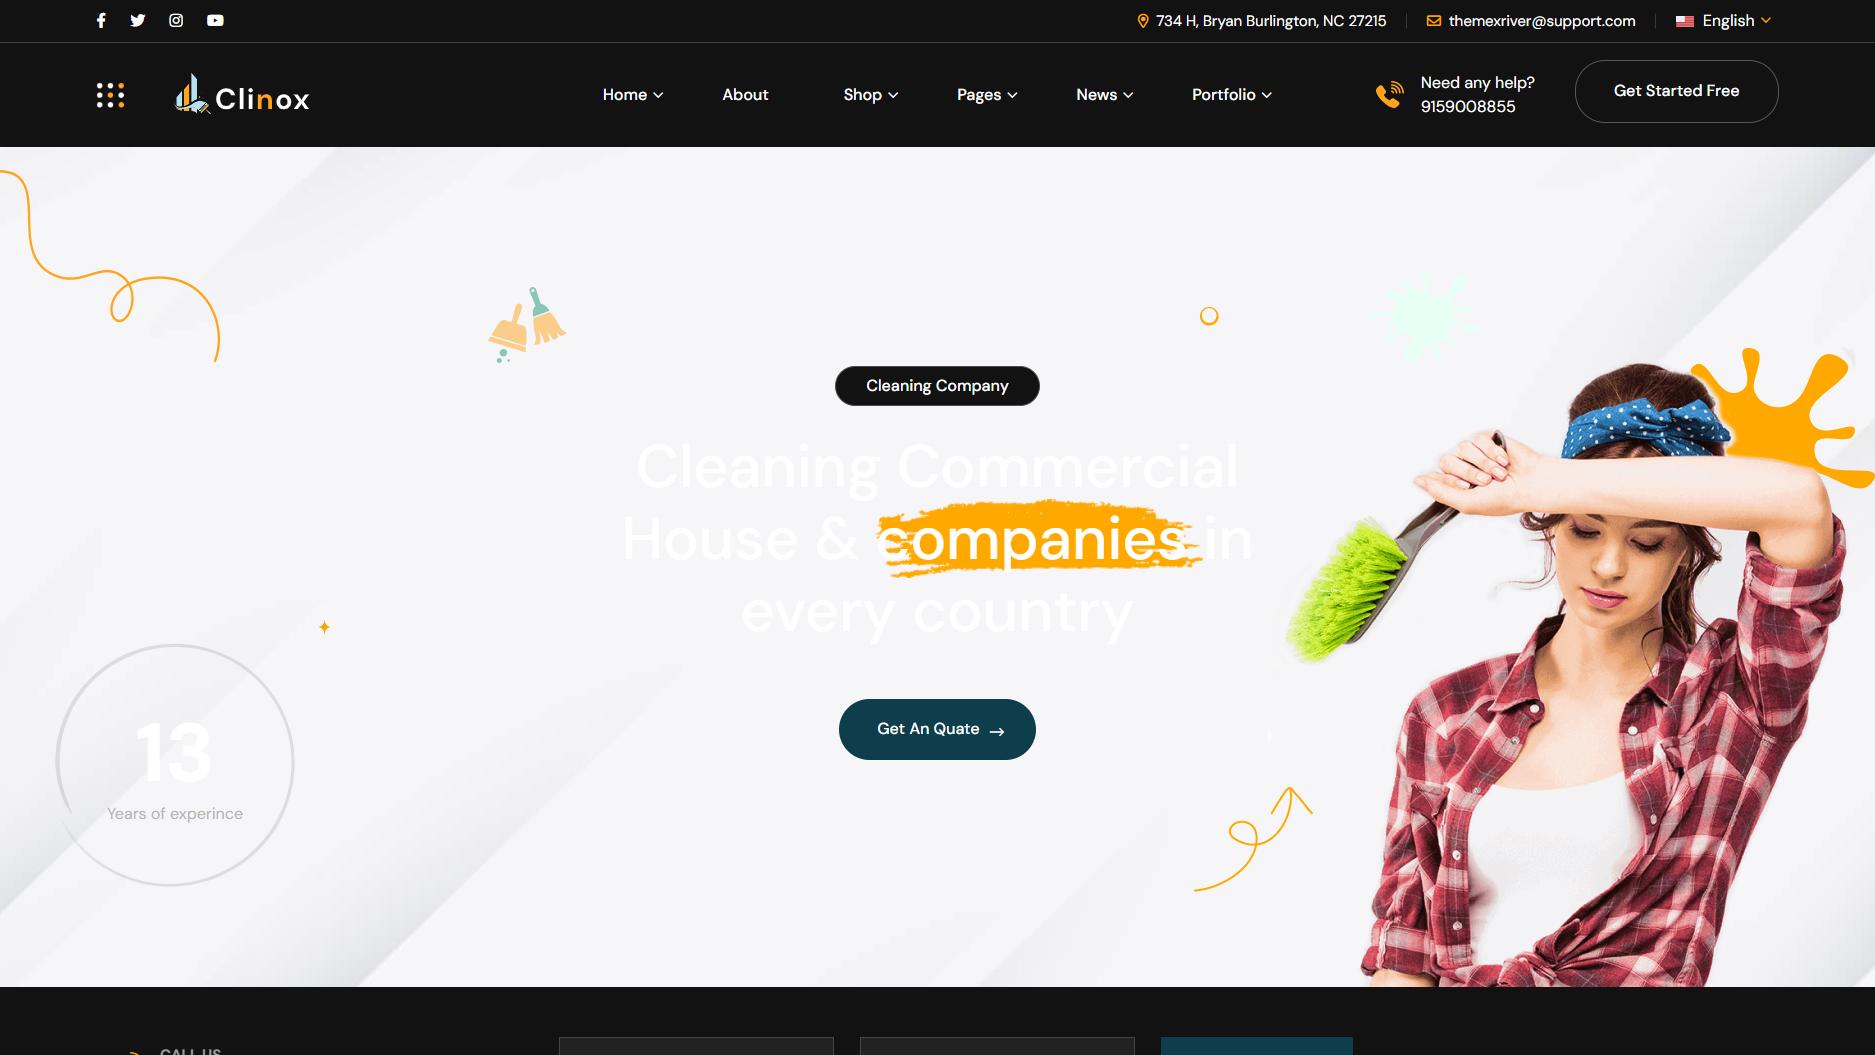 734 H, Bryan Burlington, NC 27215
themexriver@support.com
English
Clinox
Home
About
Shop
Pages
News
Portfolio
Need any help?
9159008855
Get Started Free
Cleaning Company
Cleaning Commercial
House & companies in
every country
Get An Quate →
13
Years of experince
CALL US